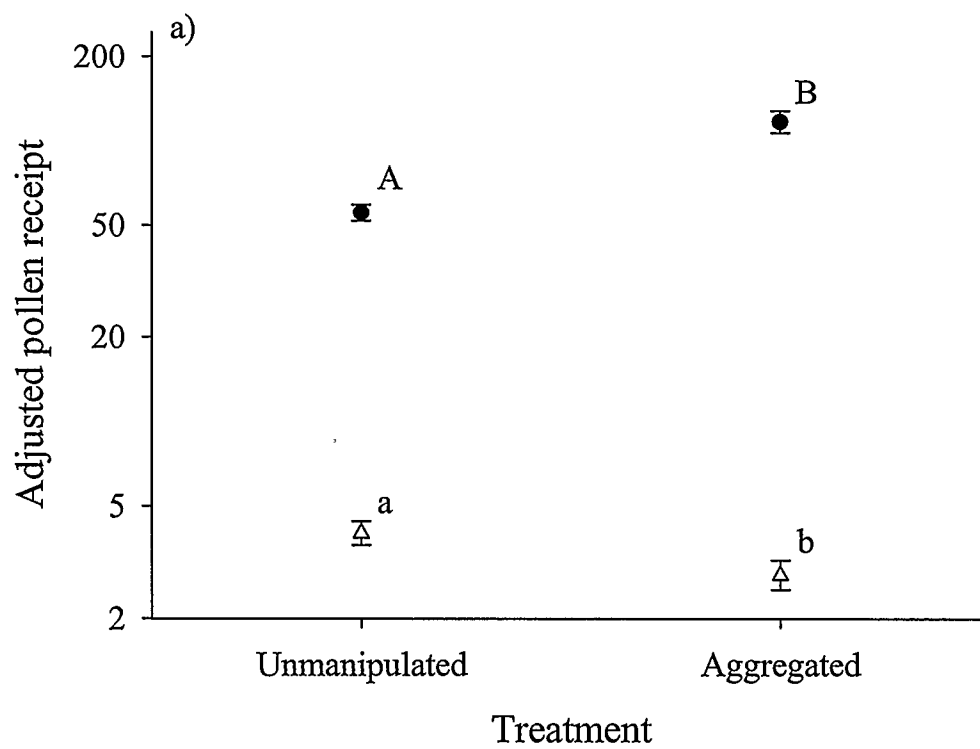 a)
200
50
20
5
2
Adjusted pollen receipt
A
B
a
b
Unmanipulated
Aggregated
Treatment